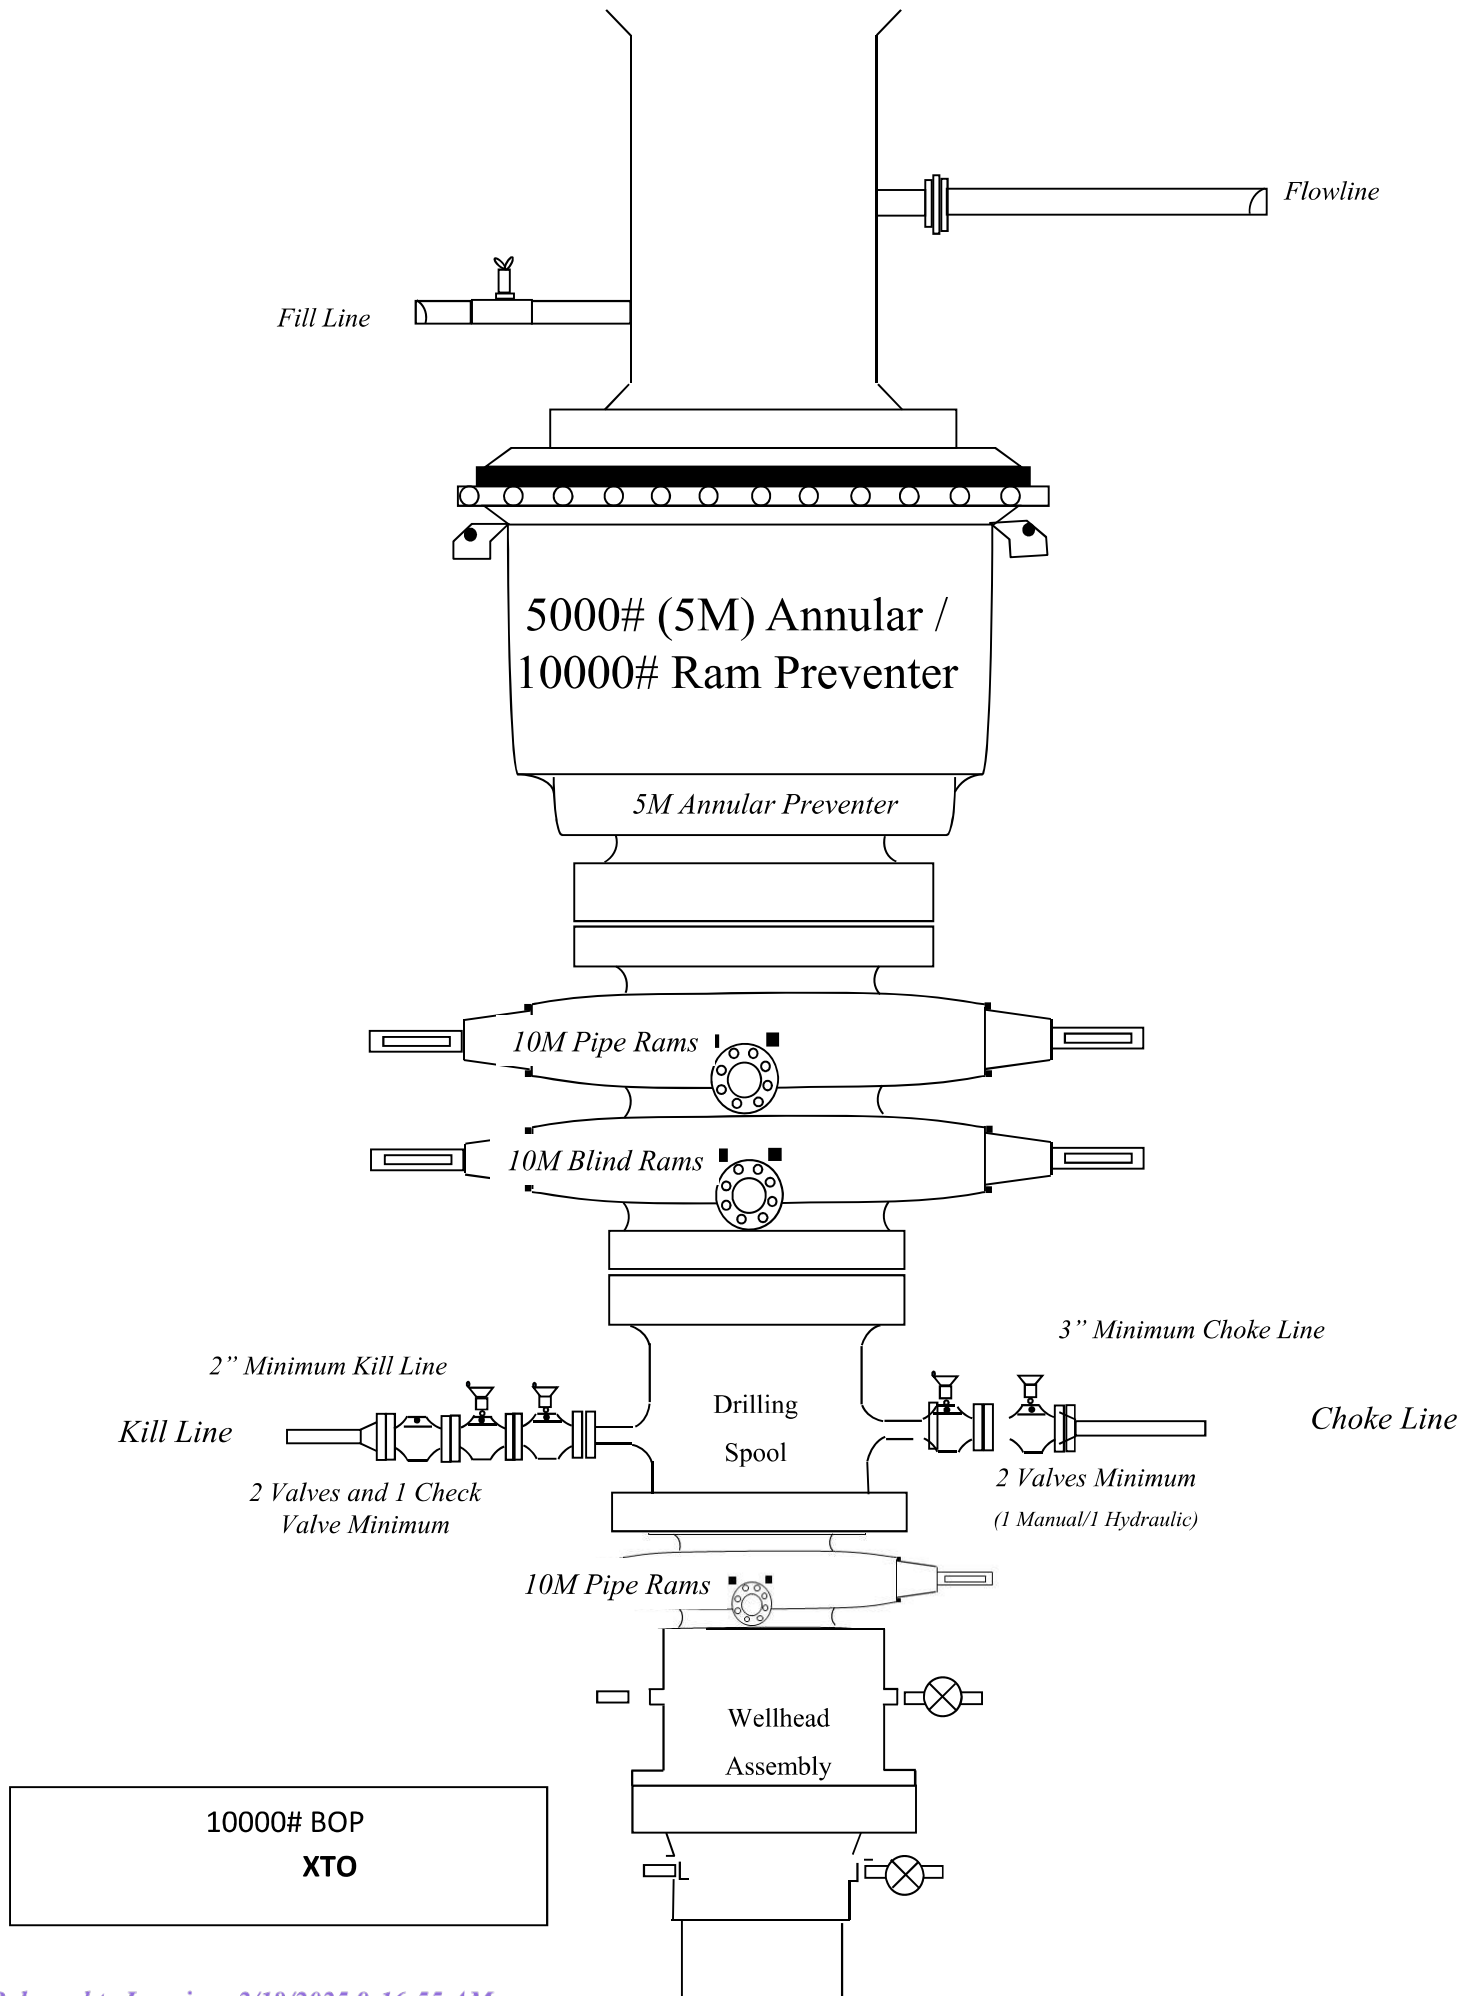 Flowline
Fill Line
5000# (5M) Annular /
10000# Ram Preventer
5M Annular Preventer
10M Pipe Rams
10M Blind Rams
3” Minimum Choke Line
2” Minimum Kill Line
Drilling
Spool
Kill Line
Choke Line
2 Valves and 1 Check
Valve Minimum
2 Valves Minimum
(1 Manual/1 Hydraulic)
10M Pipe Rams
Wellhead
Assembly
10000# BOP
XTO